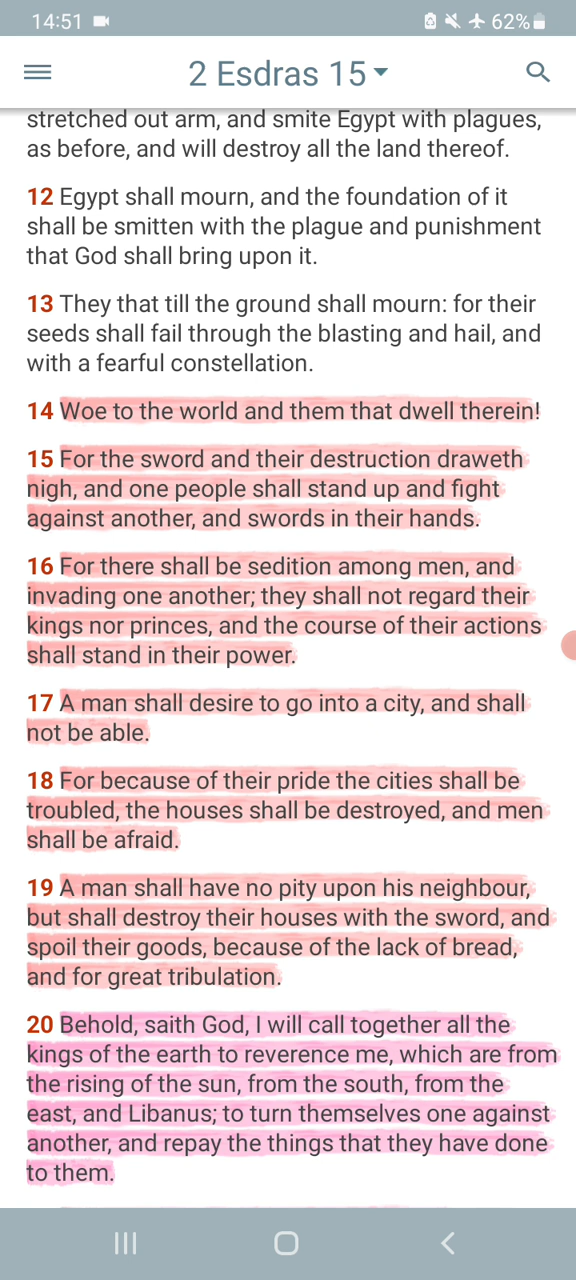 14:51
62%
2 Esdras 15
stretched out arm, and smite Egypt with plagues,
as before, and will destroy all the land thereof.
12 Egypt shall mourn, and the foundation of it
shall be smitten with the plague and punishment
that God shall bring upon it.
13 They that till the ground shall mourn: for their
seeds shall fail through the blasting and hail, and
with a fearful constellation.
14 Woe to the world and them that dwell therein!
15 For the sword and their destruction draweth
nigh, and one people shall stand up and fight
against another, and swords in their hands.
16 For there shall be sedition among men, and
invading one another; they shall not regard their
kings nor princes, and the course of their actions
shall stand in their power.
17 A man shall desire to go into a city, and shall
not be able.
18 For because of their pride the cities shall be
troubled, the houses shall be destroyed, and men
shall be afraid.
19 A man shall have no pity upon his neighbour,
but shall destroy their houses with the sword, and
spoil their goods, because of the lack of bread,
and for great tribulation.
20 Behold, saith God, I will call together all the
kings of the earth to reverence me, which are from
the rising of the sun, from the south, from the
east, and Libanus; to turn themselves one against
another, and repay the things that they have done
to them.